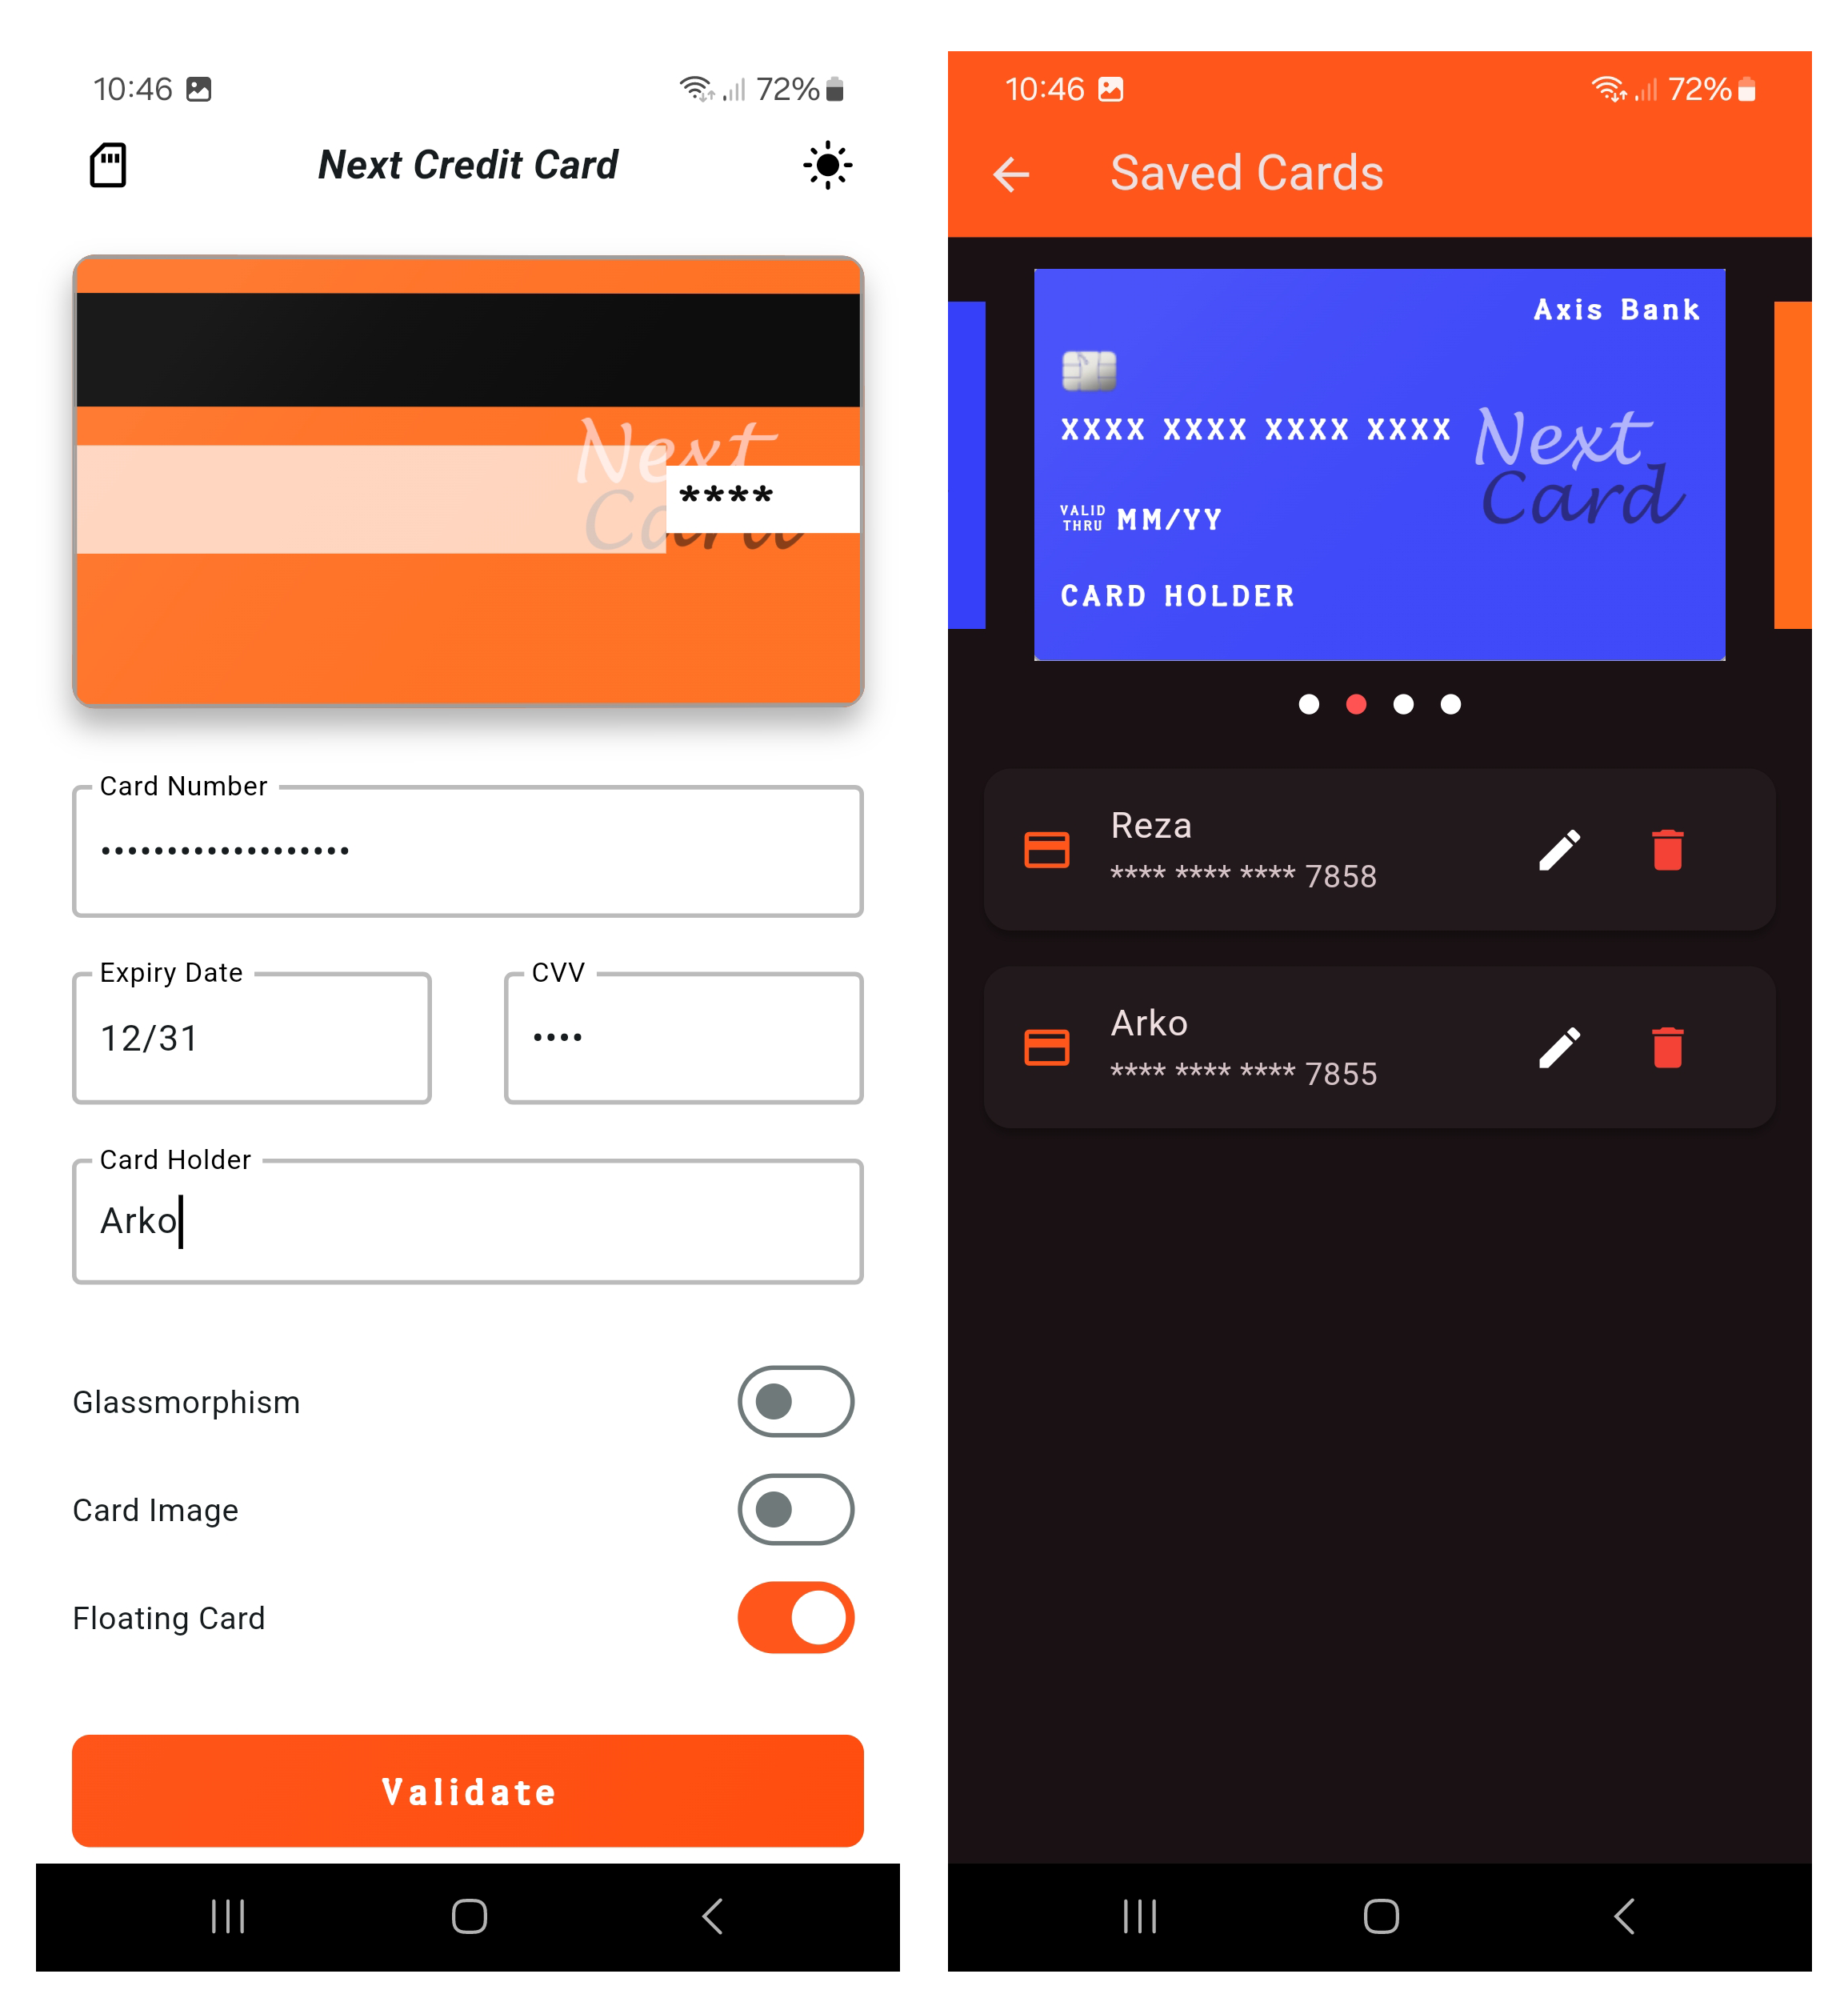 10:46
72%
Next Credit Card
Next
Card
****
Card Number
•••••••••••••••••••
Expiry Date
12/31
CVV
••••
Card Holder
Arko
Glassmorphism
Card Image
Floating Card
Validate
10:46
72%
Saved Cards
Axis Bank
XXXX XXXX XXXX XXXX
Next
Card
VALID
THRU MM/YY
CARD HOLDER
Reza
**** **** **** 7858
Arko
**** **** **** 7855